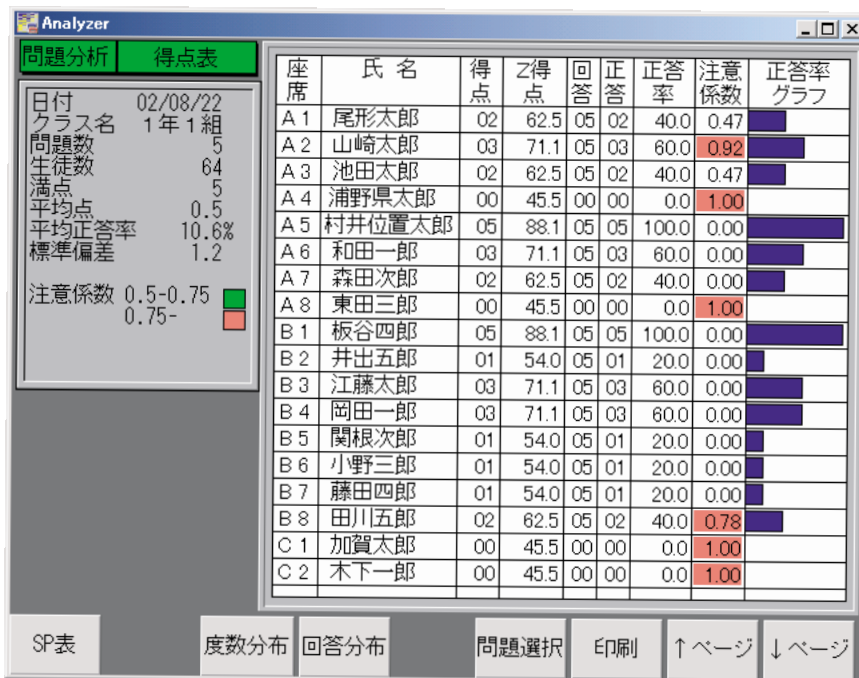 Analyzer
問題分析 得点表
日付 02/08/22
クラス名 1年1組
問題数 5
生徒数 64
満点 5
平均点 0.5
平均正答率 10.6%
標準偏差 1.2
注意係数 0.5-0.75
0.75-
座席 氏名 得点 Z得点 回答 正答 正答率 注意係数 正答率グラフ
A1 尾形太郎 02 62.5 05 02 40.0 0.47
A2 山崎太郎 03 71.1 05 03 60.0 0.92
A3 池田太郎 02 62.5 05 02 40.0 0.47
A4 浦野県太郎 00 45.5 00 00 0.0 1.00
A5 村井位置太郎 05 88.1 05 05 100.0 0.00
A6 和田一郎 03 71.1 05 03 60.0 0.00
A7 森田次郎 02 62.5 05 02 40.0 0.00
A8 東田三郎 00 45.5 00 00 0.0 1.00
B1 板谷四郎 05 88.1 05 05 100.0 0.00
B2 井出五郎 01 54.0 05 01 20.0 0.00
B3 江藤太郎 03 71.1 05 03 60.0 0.00
B4 岡田一郎 03 71.1 05 03 60.0 0.00
B5 関根次郎 01 54.0 05 01 20.0 0.00
B6 小野三郎 01 54.0 05 01 20.0 0.00
B7 藤田四郎 01 54.0 05 01 20.0 0.00
B8 田川五郎 02 62.5 05 02 40.0 0.78
C1 加賀太郎 00 45.5 00 00 0.0 1.00
C2 木下一郎 00 45.5 00 00 0.0 1.00
SP表 度数分布 回答分布 問題選択 印刷 ↑ページ ↓ページ